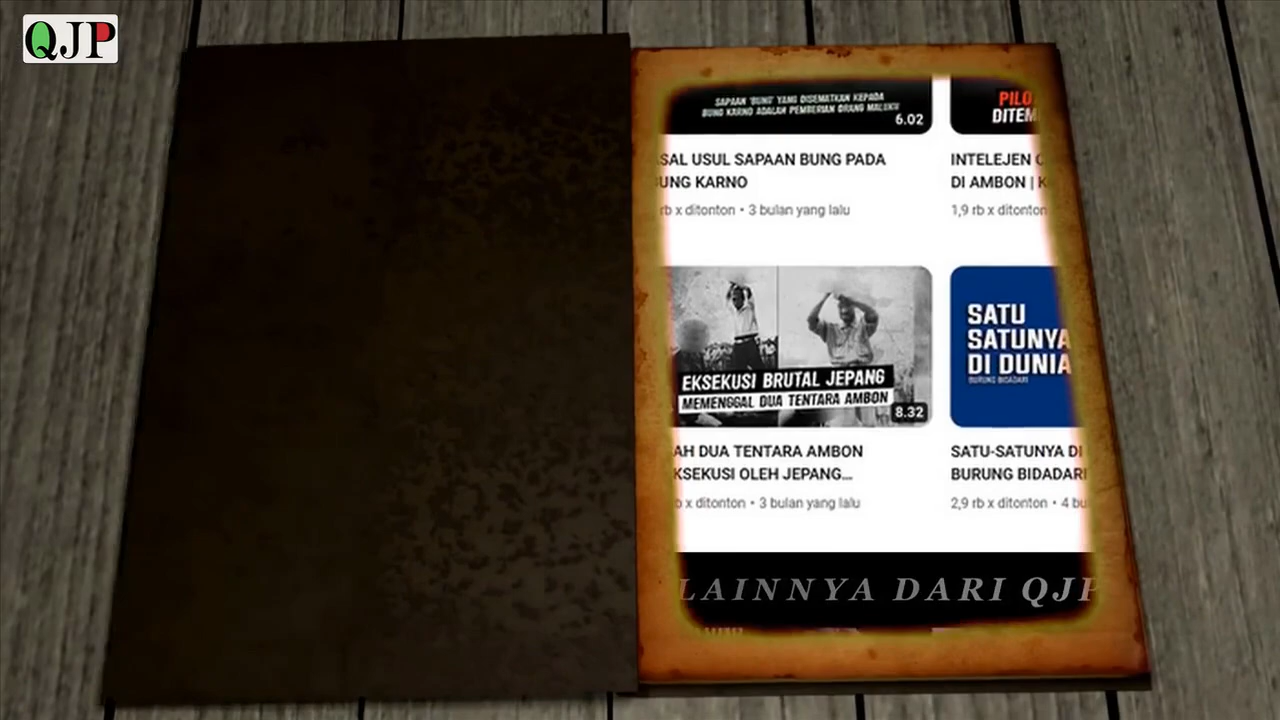 QJP
SAPAAN 'BUNG' YANG DISEMATKAN KEPADA
BUNG KARNO ADALAH PEMBERIAN ORANG MALUKU
6.02
PILO
DITEM
SAL USUL SAPAAN BUNG PADA
UNG KARNO
rb x ditonton • 3 bulan yang lalu
INTELEJEN
DI AMBON | K
1,9 rb x ditonton
EKSEKUSI BRUTAL JEPANG
MEMENGGAL DUA TENTARA AMBON
8.32
SATU
SATUNYA
DI DUNIA
BURUNG BIDADARI
AH DUA TENTARA AMBON
KSEKUSI OLEH JEPANG...
x ditonton • 3 bulan yang lalu
SATU-SATUNYA DI
BURUNG BIDADARI
2,9 rb x ditonton • 4 bu
LAINNYA DARI QJP